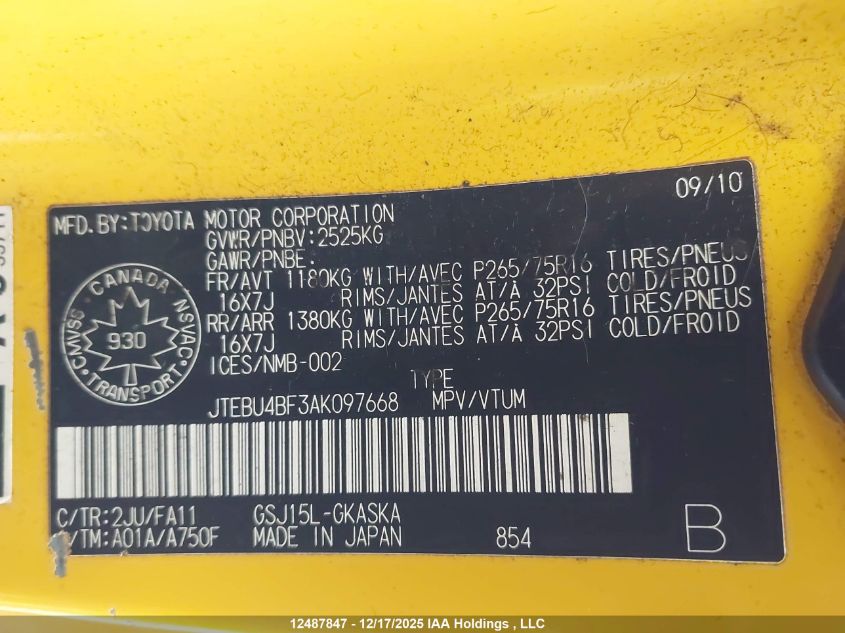 09/10
MFD.BY:TOYOTA MOTOR CORPORATION
GVWR/PNBV:2525KG
GAWR/PNBE:
FR/AVT 1180KG WITH/AVEC P265/75R16 TIRES/PNEUS
16X7J RIMS/JANTES AT/À 32PSI COLD/FROID
RR/ARR 1380KG WITH/AVEC P265/75R16 TIRES/PNEUS
16X7J RIMS/JANTES AT/À 32PSI COLD/FROID
ICES/NMB-002
CANADA
CMVSS NSVAC
930
TRANSPORT
TYPE
JTEBU4BF3AK097668 MPV/VTUM
C/TR:2JU/FA11 GSJ15L-GKASKA
/TM:A01A/A750F MADE IN JAPAN 854
B
12487847 - 12/17/2025 IAA Holdings , LLC